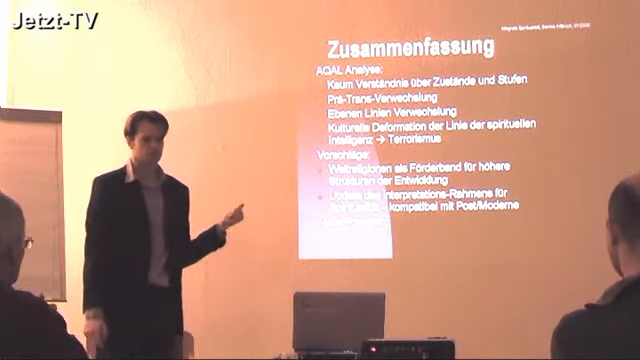 Jetzt-TV
Zusammenfassung
AQAL Analyse:
Kaum Verständnis über Zustände und Stufen
Prä-Trans-Verwechslung
Ebenen Linien Verwechslung
Kulturelle Deformation der Linie der spirituellen
Intelligenz → Terrorismus
Vorschläge:
Weltreligionen als Förderband für höhere
Strukturen der Entwicklung
Update des Interpretations-Rahmens für
kompatibel mit Post/Moderne